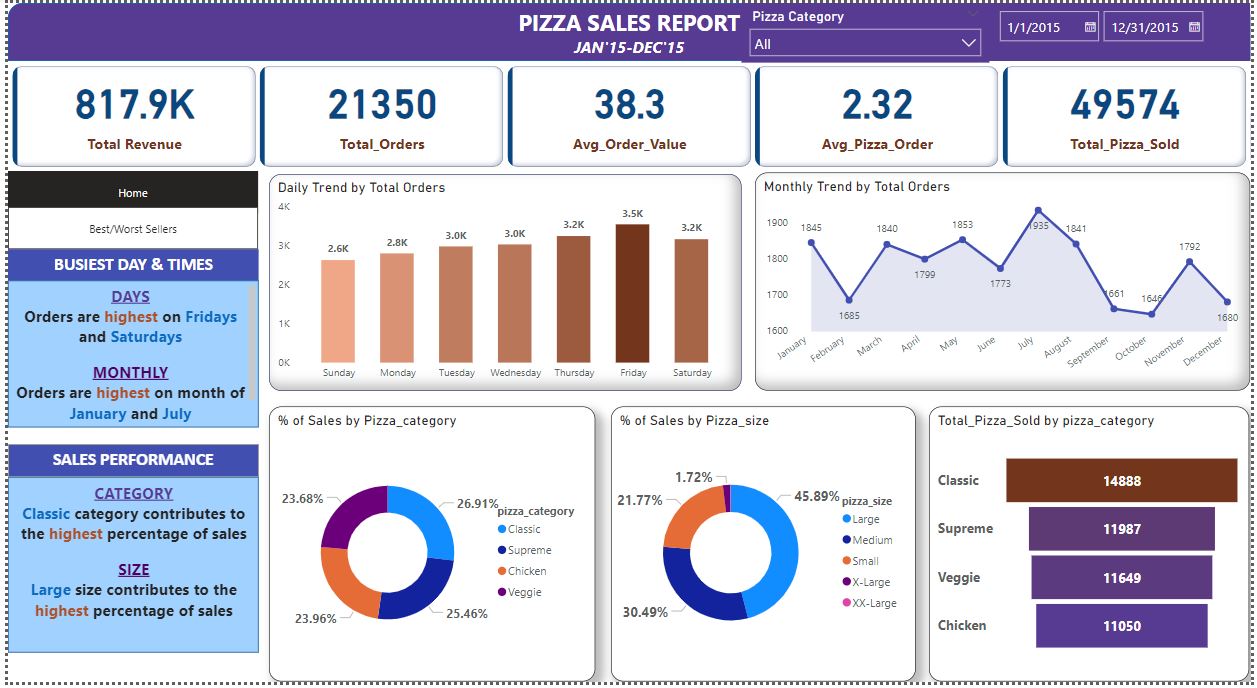 PIZZA SALES REPORT
JAN'15-DEC'15
Pizza Category
All
1/1/2015
12/31/2015
817.9K
Total Revenue
21350
Total_Orders
38.3
Avg_Order_Value
2.32
Avg_Pizza_Order
49574
Total_Pizza_Sold
Home
Best/Worst Sellers
BUSIEST DAY & TIMES
DAYS
Orders are highest on Fridays
and Saturdays
MONTHLY
Orders are highest on month of
January and July
SALES PERFORMANCE
CATEGORY
Classic category contributes to
the highest percentage of sales
SIZE
Large size contributes to the
highest percentage of sales
Daily Trend by Total Orders
4K
3K
2K
1K
0K
2.6K
2.8K
3.0K
3.0K
3.2K
3.5K
3.2K
Sunday
Monday
Tuesday
Wednesday
Thursday
Friday
Saturday
Monthly Trend by Total Orders
1900
1800
1700
1600
1845
1685
1840
1799
1853
1773
1935
1841
1661
1646
1792
1680
January
February
March
April
May
June
July
August
September
October
November
December
% of Sales by Pizza_category
26.91%
25.46%
23.96%
23.68%
pizza_category
Classic
Supreme
Chicken
Veggie
% of Sales by Pizza_size
45.89%
30.49%
21.77%
1.72%
pizza_size
Large
Medium
Small
X-Large
XX-Large
Total_Pizza_Sold by pizza_category
Classic
14888
Supreme
11987
Veggie
11649
Chicken
11050